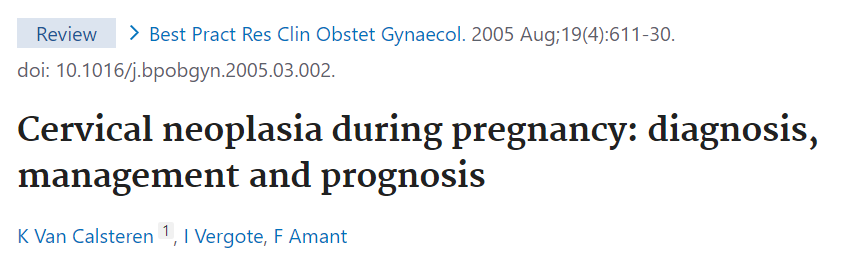 Review > Best Pract Res Clin Obstet Gynaecol. 2005 Aug;19(4):611-30.
doi: 10.1016/j.bpobgyn.2005.03.002.
Cervical neoplasia during pregnancy: diagnosis,
management and prognosis
K Van Calsteren 1, I Vergote, F Amant